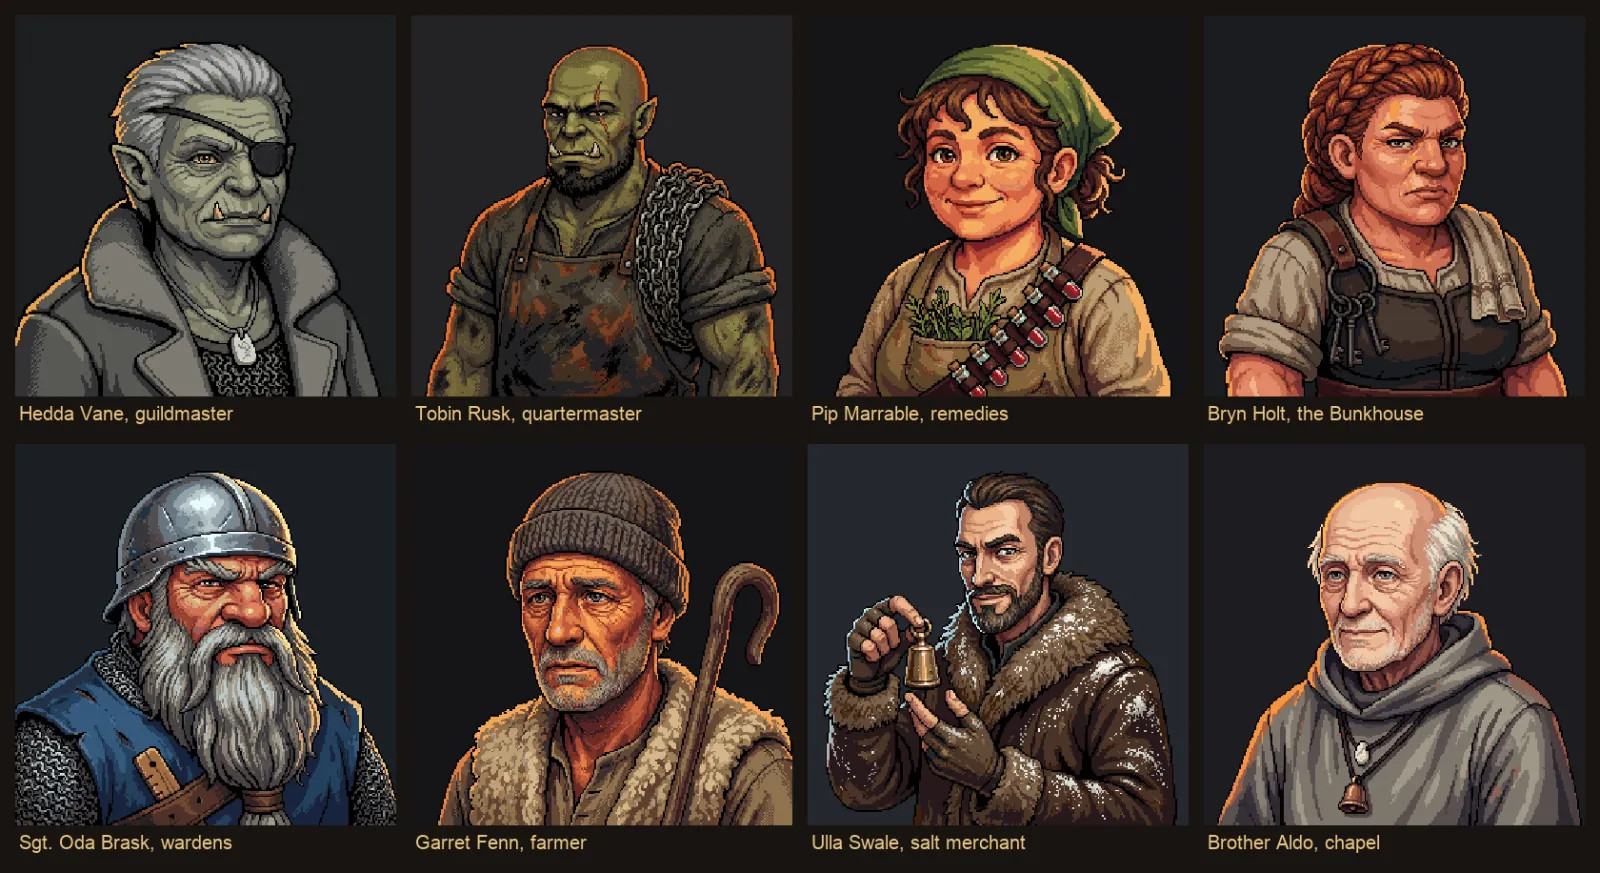 Hedda Vane, guildmaster
Tobin Rusk, quartermaster
Pip Marrable, remedies
Bryn Holt, the Bunkhouse
Sgt. Oda Brask, wardens
Garret Fenn, farmer
Ulla Swale, salt merchant
Brother Aldo, chapel